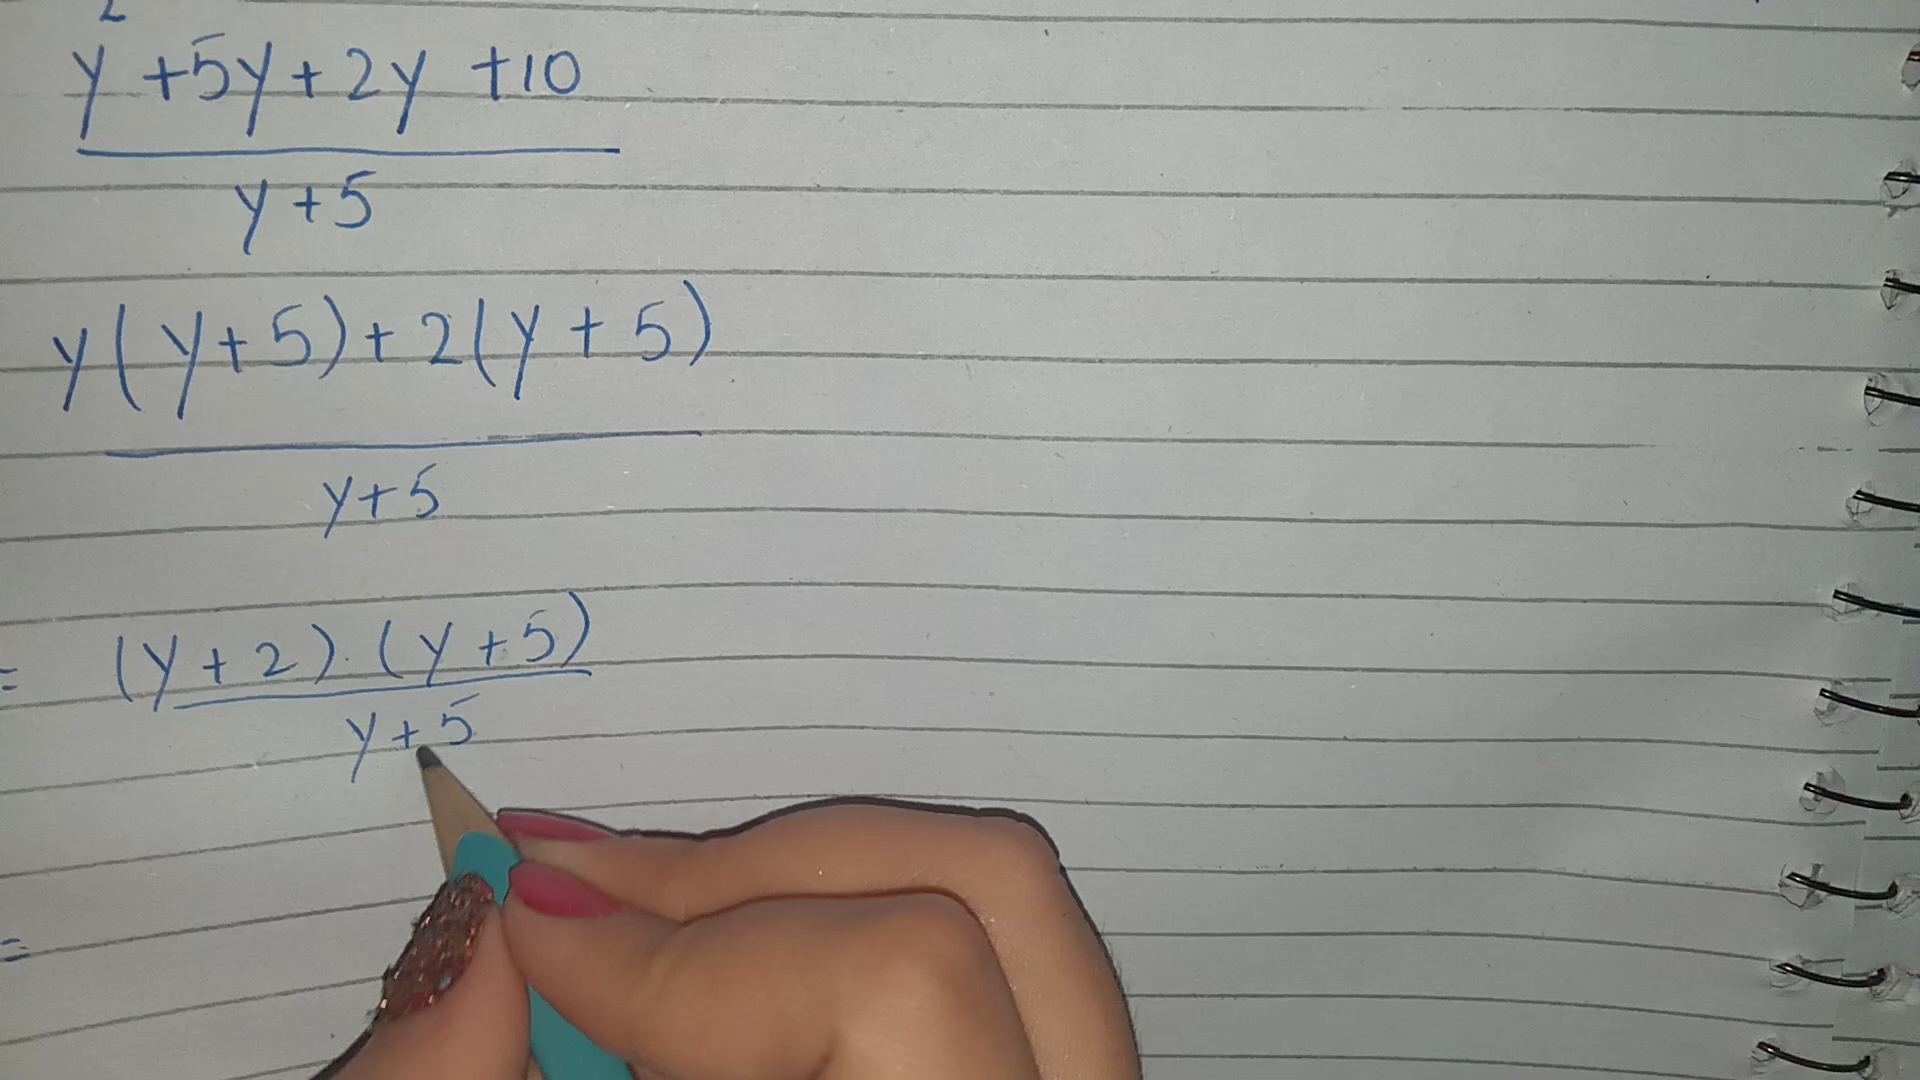 y² + 5y + 2y + 10
y + 5
y(y + 5) + 2(y + 5)
y + 5
= (y + 2) . (y + 5)
y + 5
=